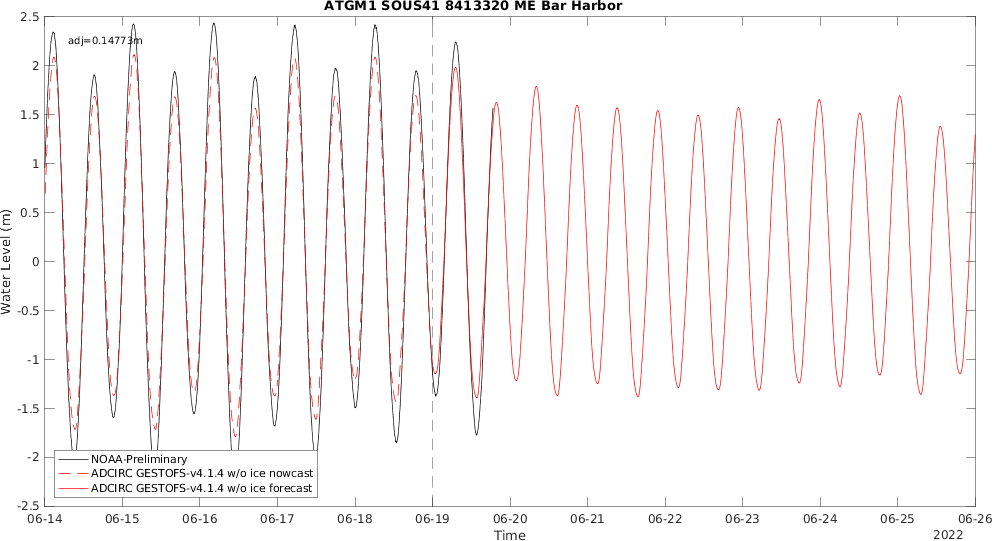 ATGM1 SOUS41 8413320 ME Bar Harbor
adj=0.14773m
2.5
2
1.5
1
0.5
0
-0.5
-1
-1.5
-2
-2.5
Water Level (m)
NOAA-Preliminary
ADCIRC GESTOFS-v4.1.4 w/o ice nowcast
ADCIRC GESTOFS-v4.1.4 w/o ice forecast
06-14 06-15 06-16 06-17 06-18 06-19 06-20 06-21 06-22 06-23 06-24 06-25 06-26
Time
2022